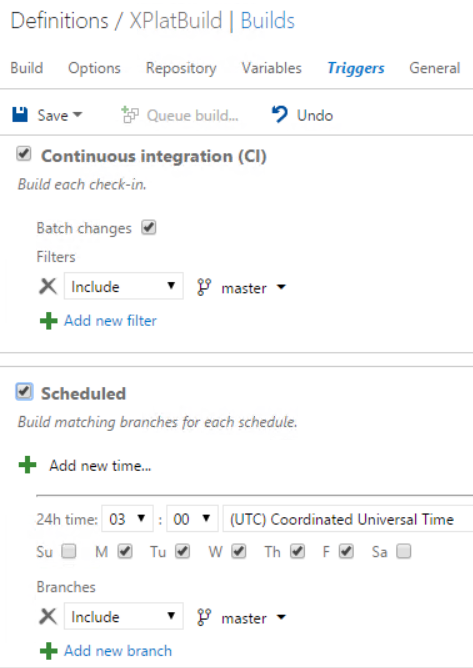 Definitions / XPlatBuild | Builds
Build Options Repository Variables Triggers General
Save Queue build... Undo
Continuous integration (CI)
Build each check-in.
Batch changes
Filters
Include master
Add new filter
Scheduled
Build matching branches for each schedule.
Add new time...
24h time: 03 : 00 (UTC) Coordinated Universal Time
Su M Tu W Th F Sa
Branches
Include master
Add new branch